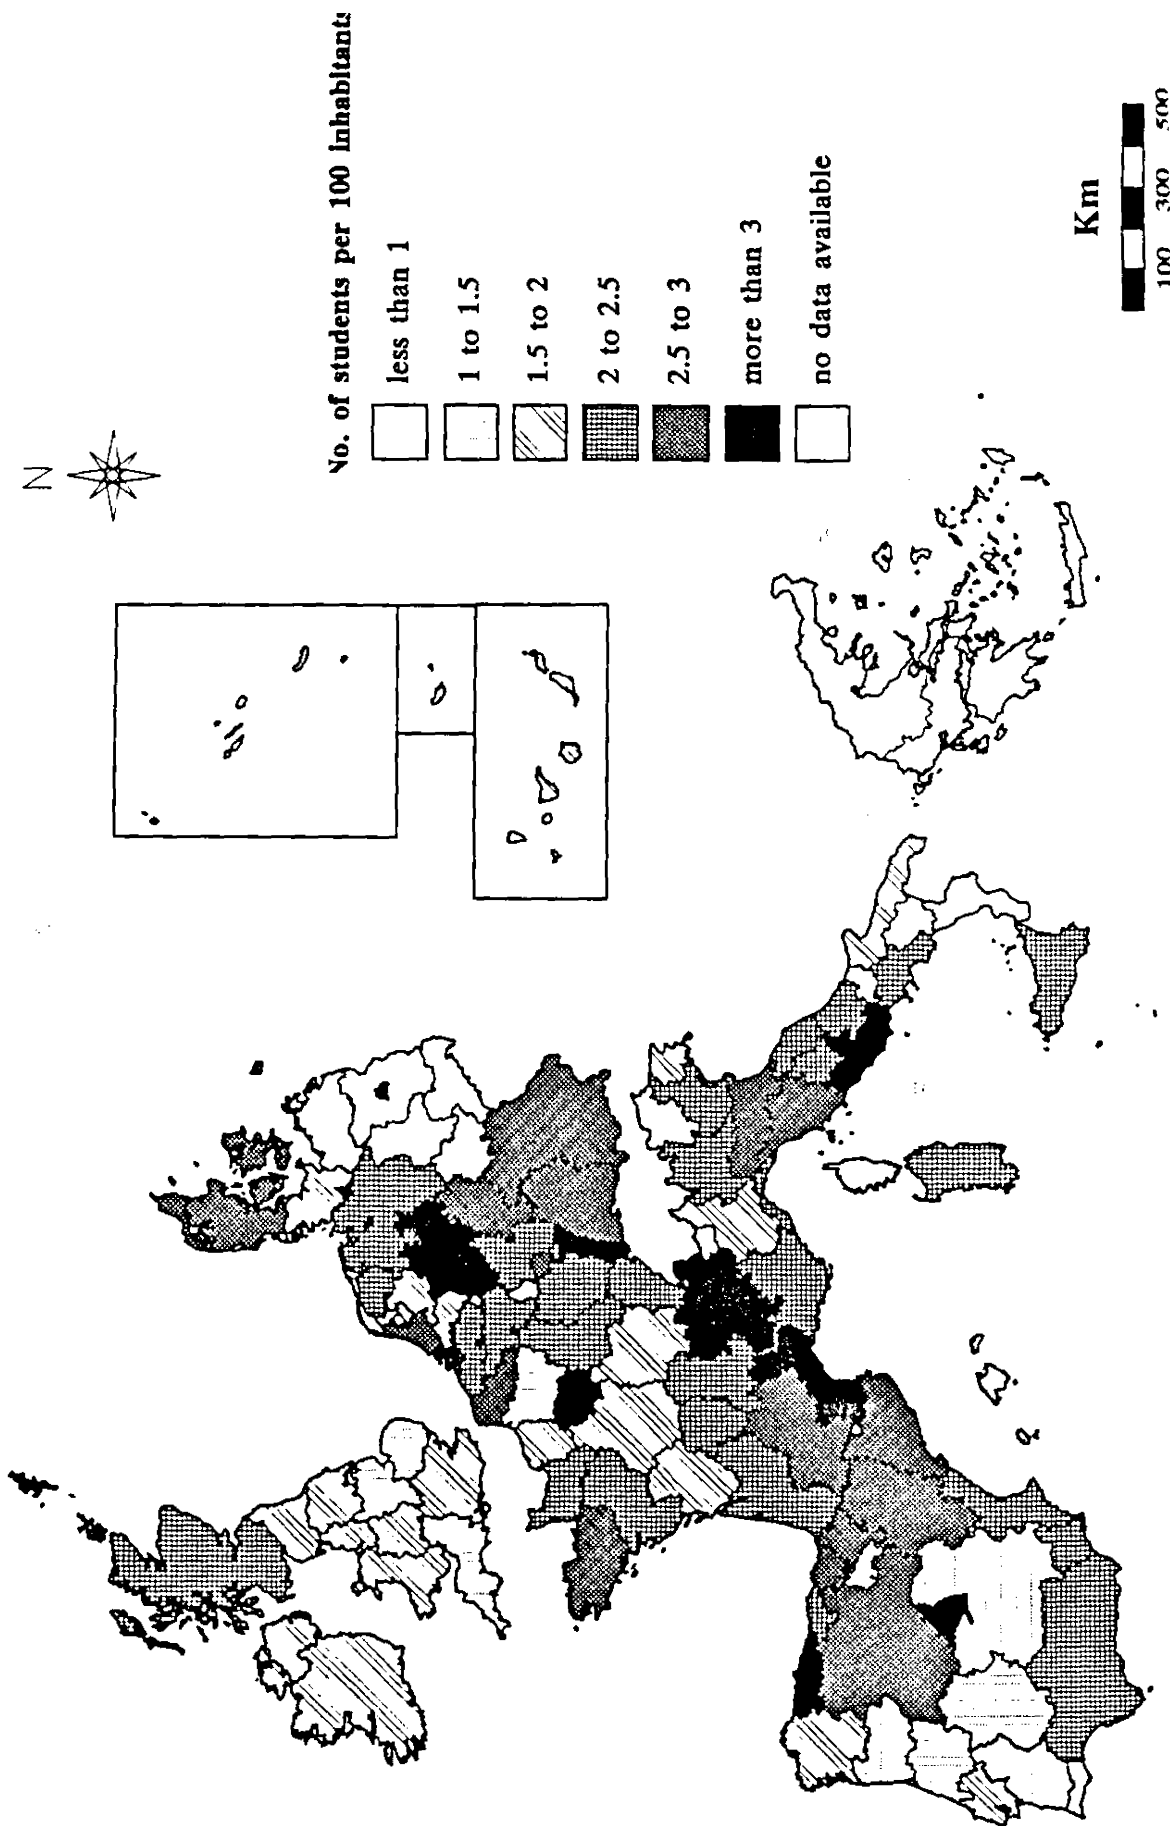 N
No. of students per 100 inhabitants
less than 1
1 to 1.5
1.5 to 2
2 to 2.5
2.5 to 3
more than 3
no data available
Km
100 300 500